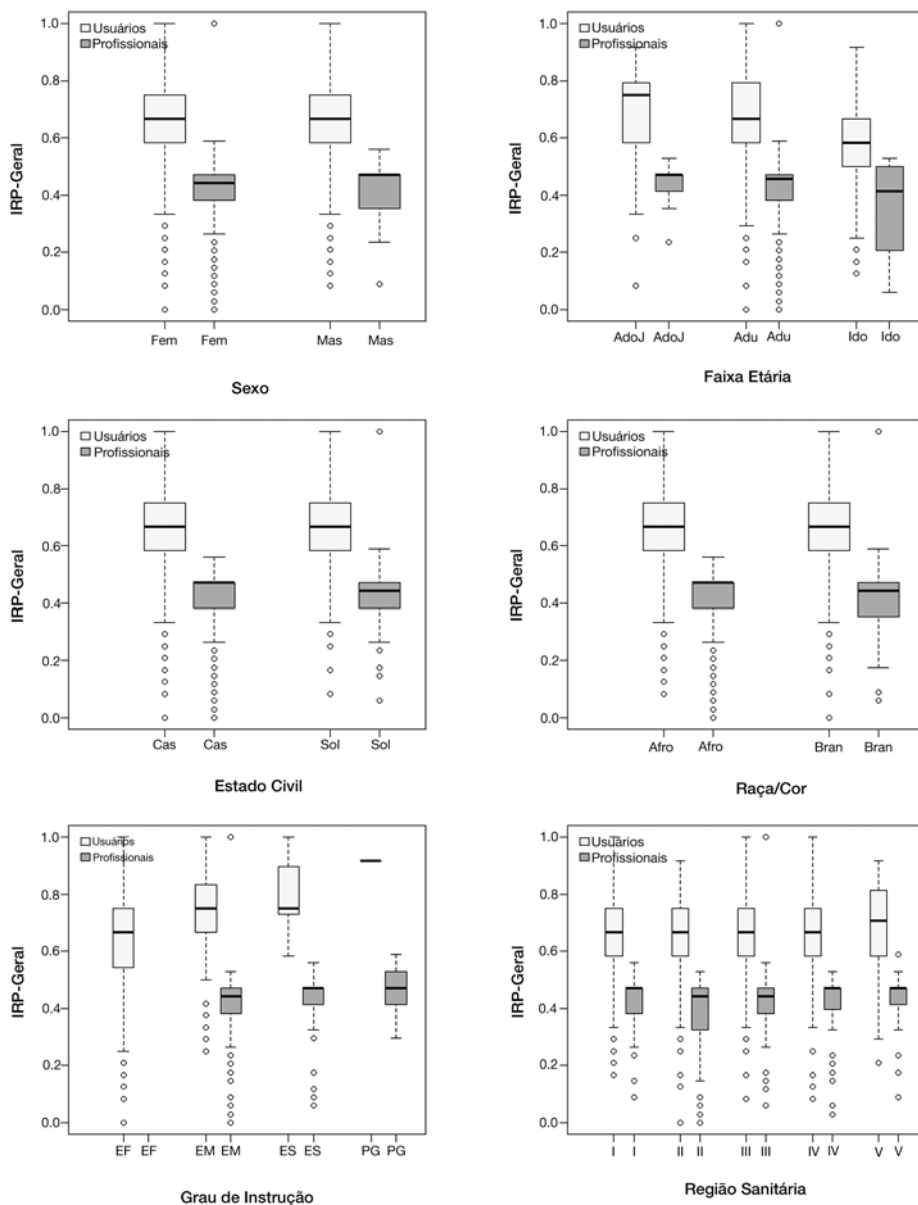 Usuários
Profissionais
IRP-Geral
1.0
0.8
0.6
0.4
0.2
0.0
Fem Fem Mas Mas
Sexo
Usuários
Profissionais
IRP-Geral
1.0
0.8
0.6
0.4
0.2
0.0
AdoJ AdoJ Adu Adu Ido Ido
Faixa Etária
Usuários
Profissionais
IRP-Geral
1.0
0.8
0.6
0.4
0.2
0.0
Cas Cas Sol Sol
Estado Civil
Usuários
Profissionais
IRP-Geral
1.0
0.8
0.6
0.4
0.2
0.0
Afro Afro Bran Bran
Raça/Cor
Usuários
Profissionais
IRP-Geral
1.0
0.8
0.6
0.4
0.2
0.0
EF EF EM EM ES ES PG PG
Grau de Instrução
Usuários
Profissionais
IRP-Geral
1.0
0.8
0.6
0.4
0.2
0.0
I I II II III III IV IV V V
Região Sanitária